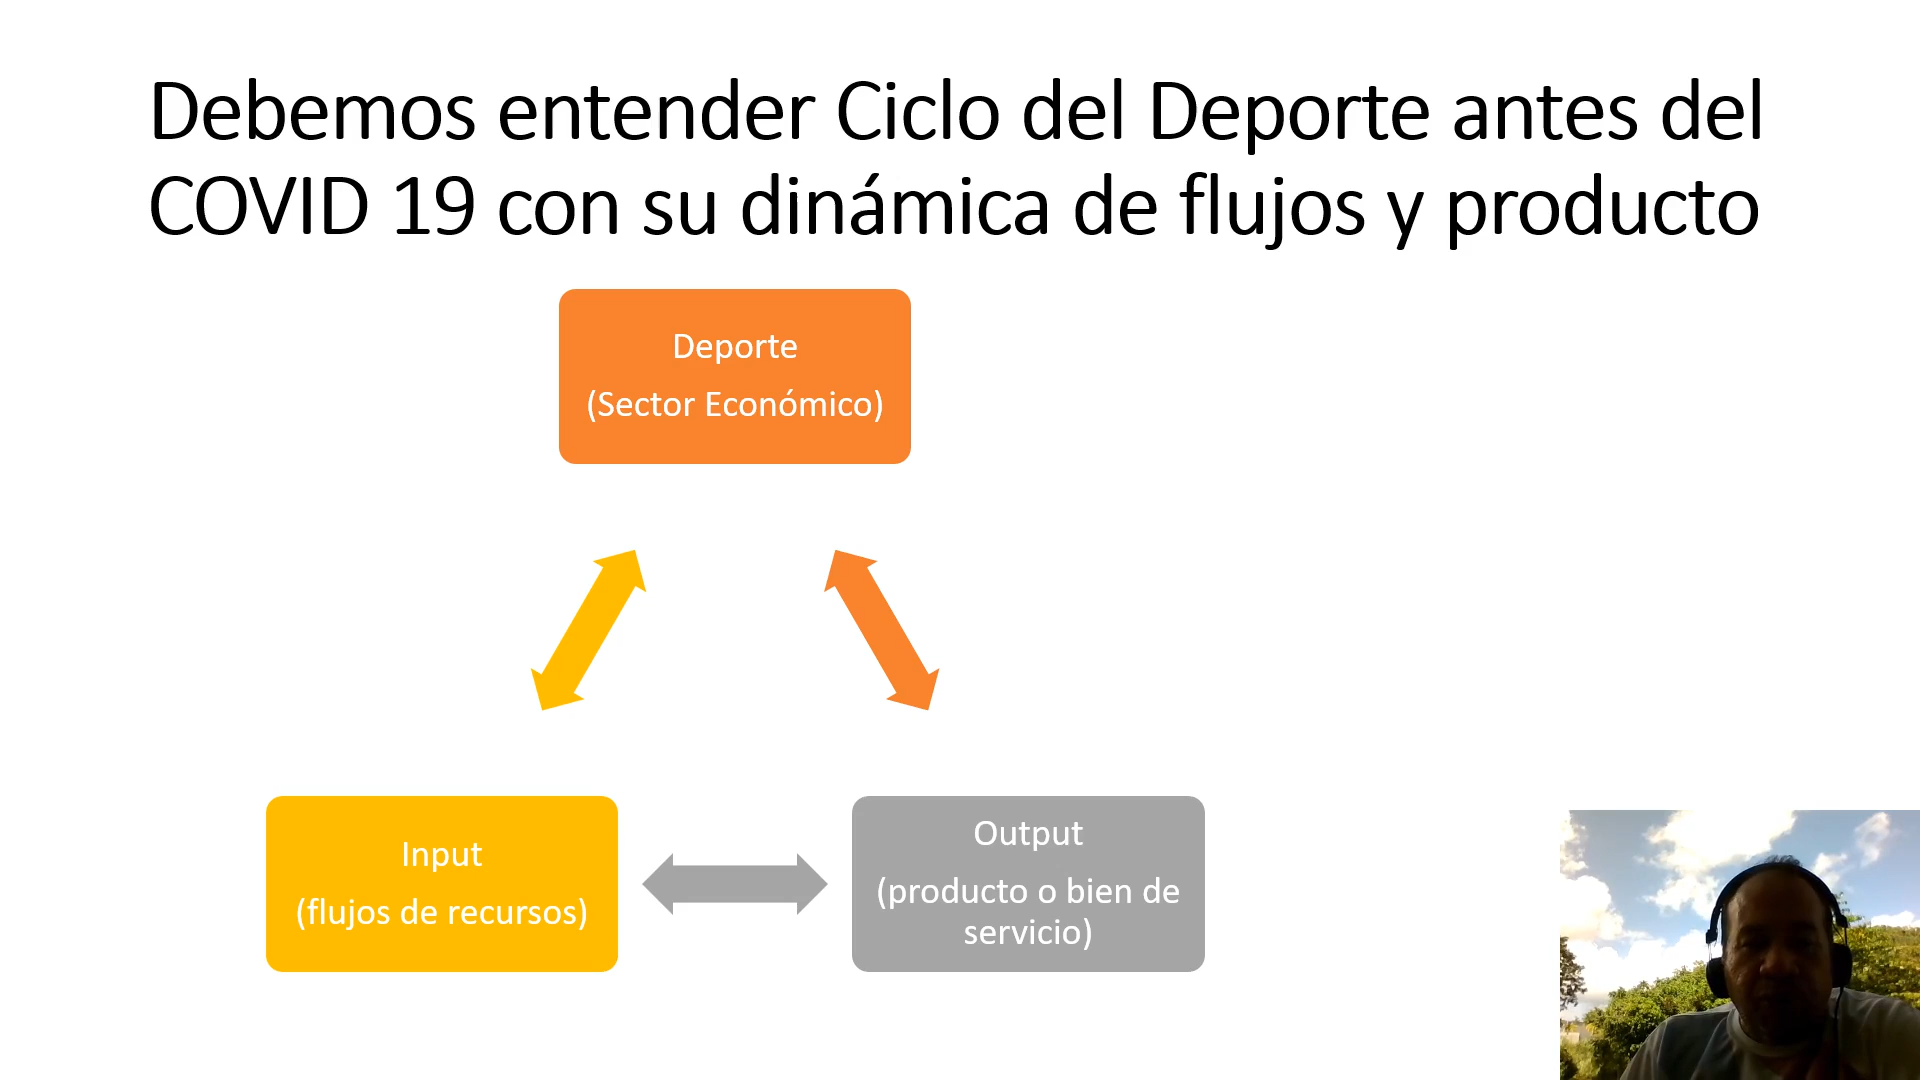 Debemos entender Ciclo del Deporte antes del
COVID 19 con su dinámica de flujos y producto
Deporte
(Sector Económico)
Input
(flujos de recursos)
Output
(producto o bien de
servicio)